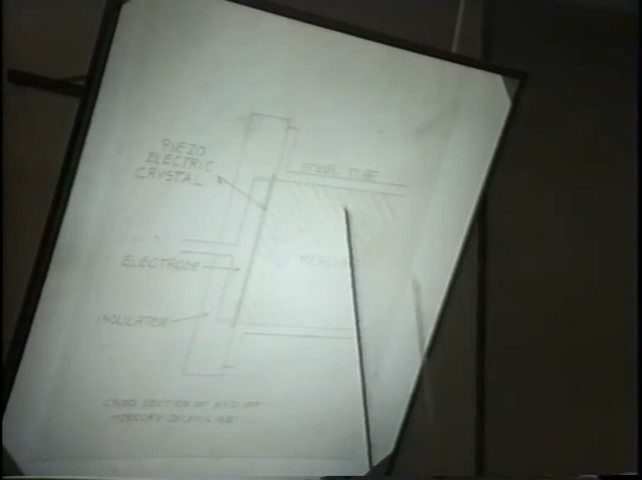 PIEZO
ELECTRIC
CRYSTAL
STEEL TUBE
MERCURY
ELECTRODE
INSULATOR
CROSS SECTION OF END OF
MERCURY DELAY LINE